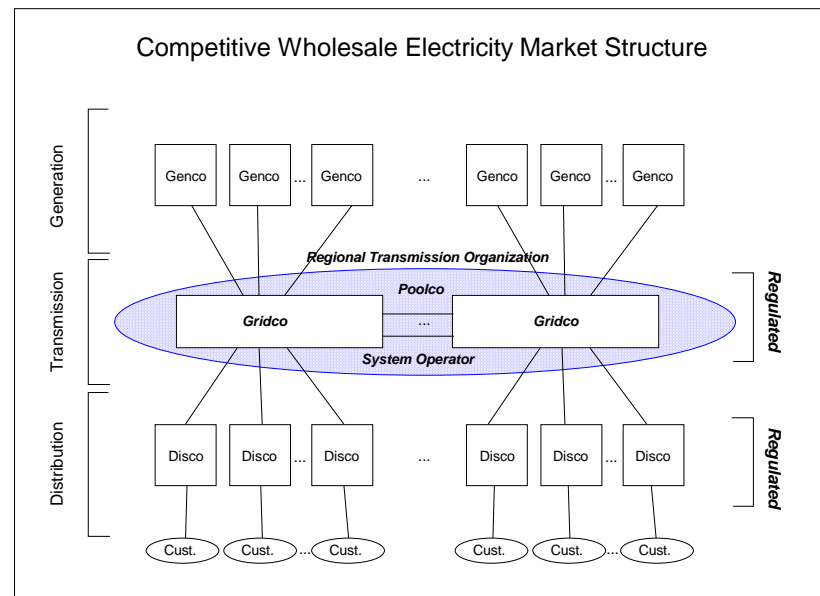 Competitive Wholesale Electricity Market Structure
Generation
Genco Genco ... Genco ... Genco Genco ... Genco
Regional Transmission Organization
Transmission
Poolco
Gridco ... Gridco
System Operator
Regulated
Distribution
Disco Disco ... Disco ... Disco Disco ... Disco
Regulated
Cust. Cust. ... Cust. Cust. Cust. ... Cust.